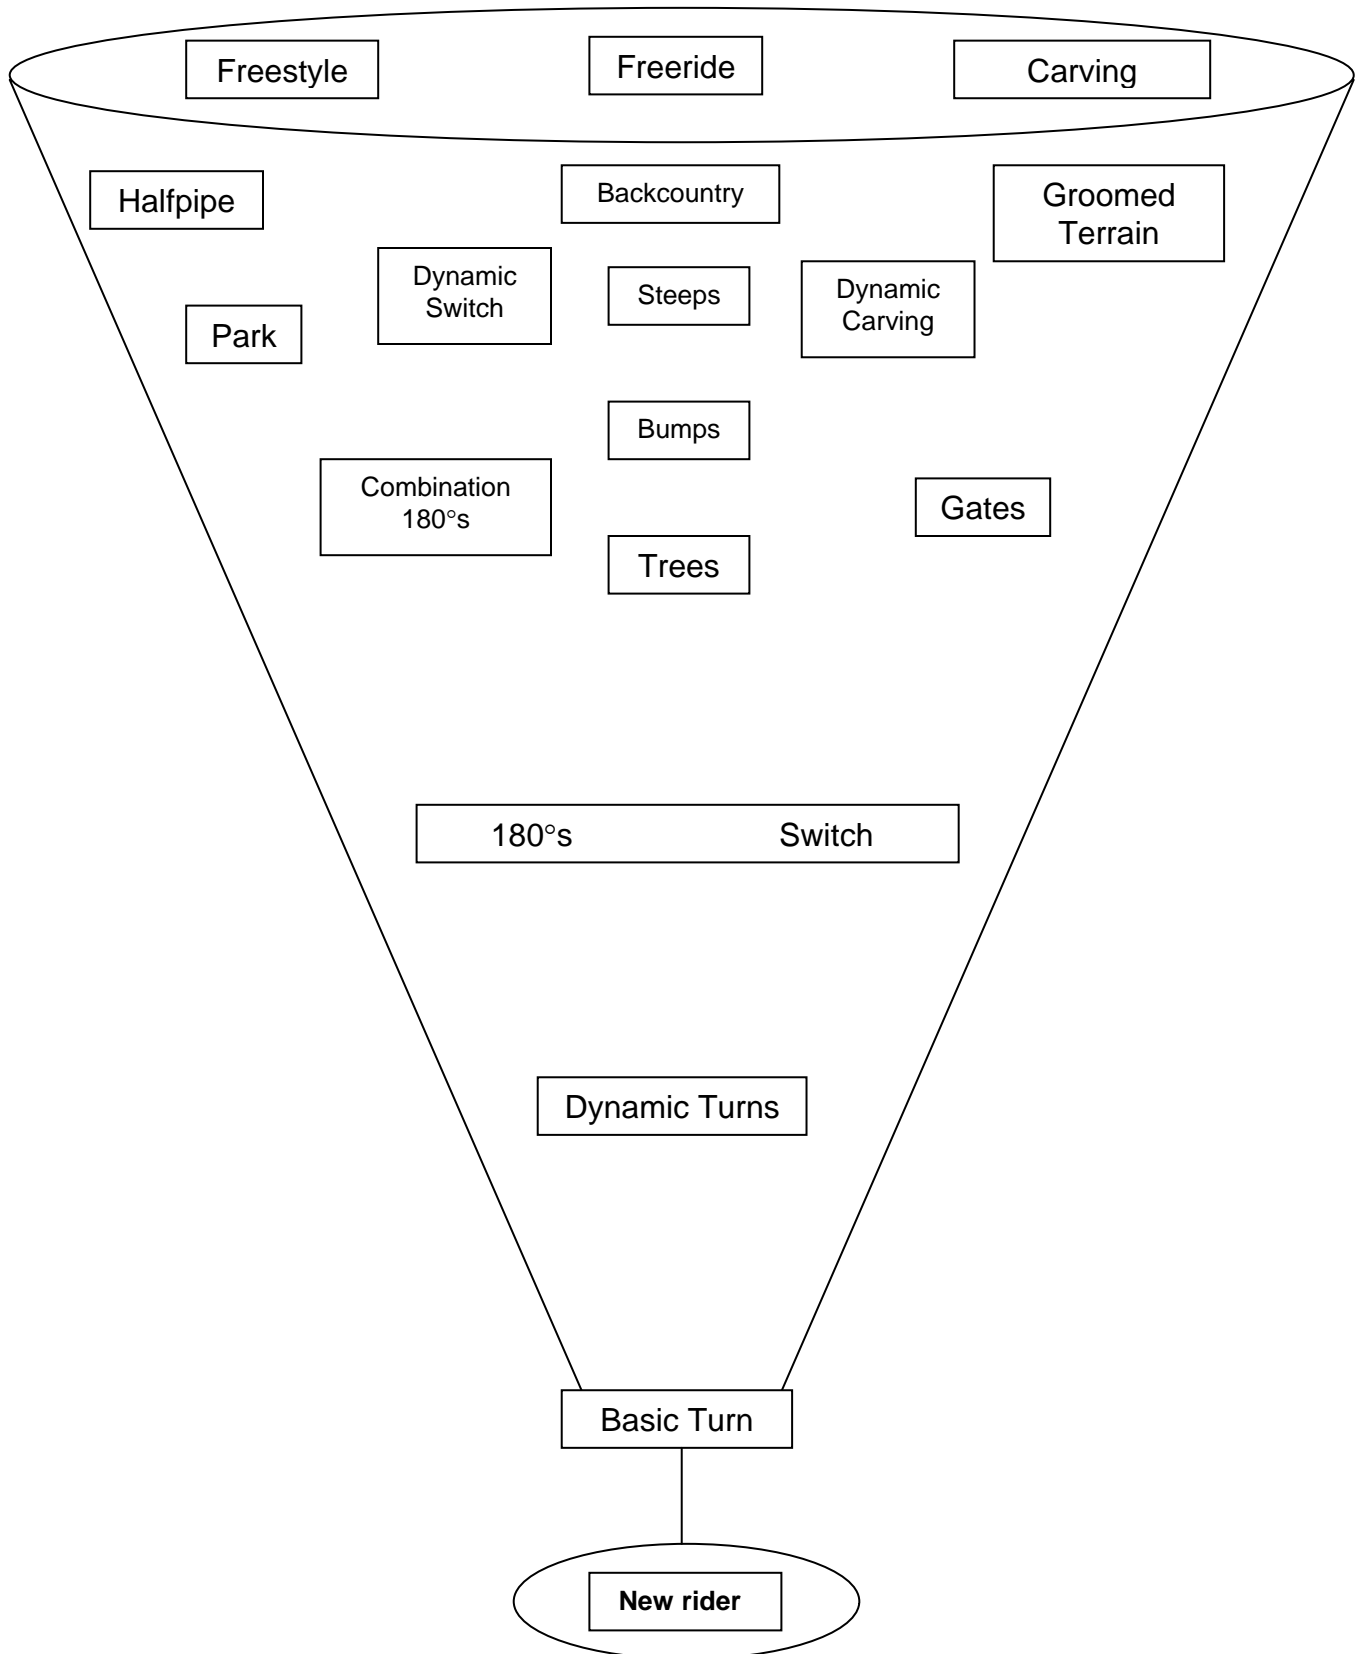 Freestyle
Freeride
Carving
Halfpipe
Backcountry
Groomed
Terrain
Dynamic
Switch
Steeps
Dynamic
Carving
Park
Bumps
Combination
180°s
Gates
Trees
180°s Switch
Dynamic Turns
Basic Turn
New rider